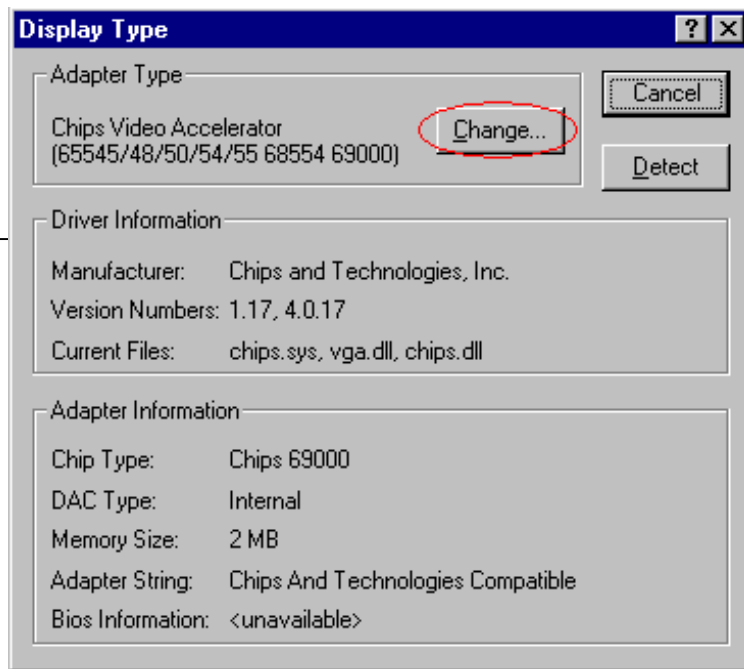 Display Type
Adapter Type
Chips Video Accelerator
(65545/48/50/54/55 68554 69000)
Change...
Cancel
Detect
Driver Information
Manufacturer: Chips and Technologies, Inc.
Version Numbers: 1.17, 4.0.17
Current Files: chips.sys, vga.dll, chips.dll
Adapter Information
Chip Type: Chips 69000
DAC Type: Internal
Memory Size: 2 MB
Adapter String: Chips And Technologies Compatible
Bios Information: <unavailable>